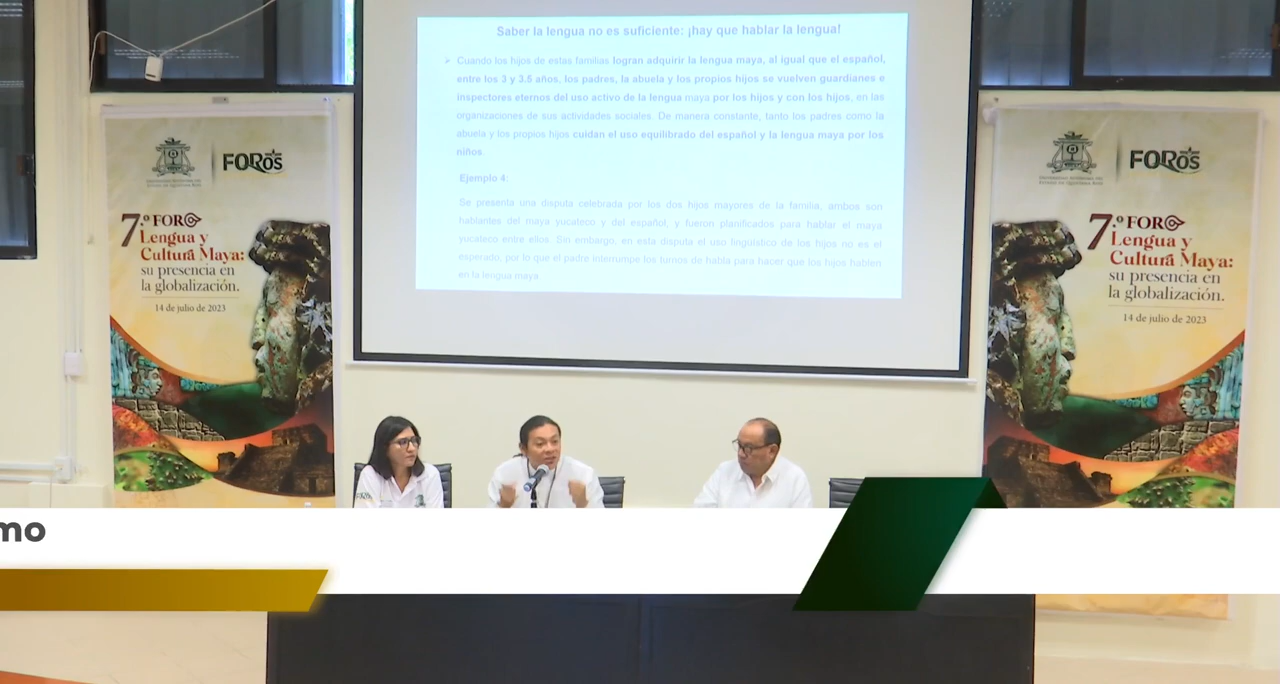 Saber la lengua no es suficiente: ¡hay que hablar la lengua!
➤ Cuando los hijos de estas familias logran adquirir la lengua maya, al igual que el español,
entre los 3 y 3.5 años, los padres, la abuela y los propios hijos se vuelven guardianes e
inspectores eternos del uso activo de la lengua maya por los hijos y con los hijos, en las
organizaciones de sus actividades sociales. De manera constante, tanto los padres como la
abuela y los propios hijos cuidan el uso equilibrado del español y la lengua maya por los
niños.
Ejemplo 4:
Se presenta una disputa celebrada por los dos hijos mayores de la familia, ambos son
hablantes del maya yucateco y del español, y fueron planificados para hablar el maya
yucateco entre ellos. Sin embargo, en esta disputa el uso lingüístico de los hijos no es el
esperado, por lo que el padre interrumpe los turnos de habla para hacer que los hijos hablen
en la lengua maya.
FOROS
7.º FORO
Lengua y
Cultura Maya:
su presencia en
la globalización.
14 de julio de 2023
FOROS
7.º FORO
Lengua y
Cultura Maya:
su presencia en
la globalización.
14 de julio de 2023
mo